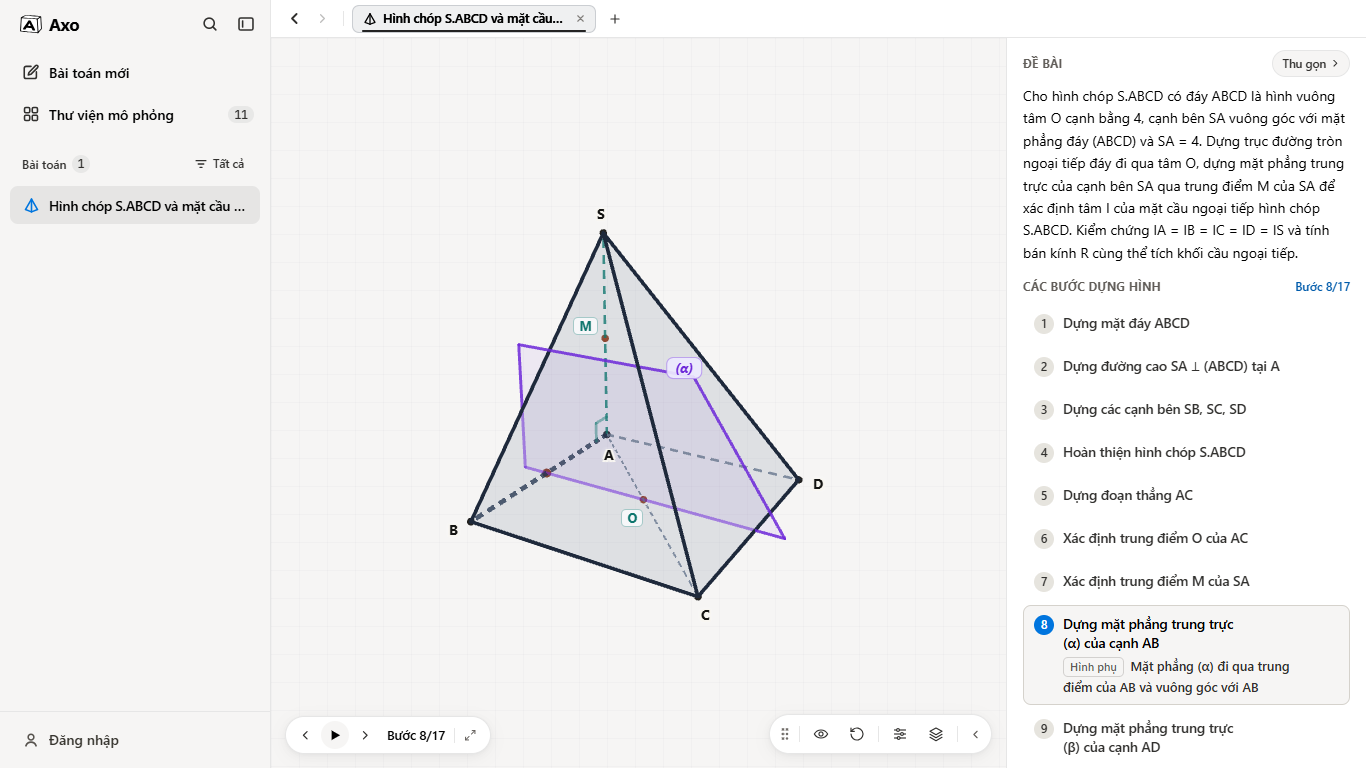 Axo
Bài toán mới
Thư viện mô phỏng 11
Bài toán 1 Tất cả
Hình chóp S.ABCD và mặt cầu ...
Đăng nhập
Hình chóp S.ABCD và mặt cầu...
S
M
(α)
A
D
O
B
C
Bước 8/17
ĐỀ BÀI
Thu gọn
Cho hình chóp S.ABCD có đáy ABCD là hình vuông
tâm O cạnh bằng 4, cạnh bên SA vuông góc với mặt
phẳng đáy (ABCD) và SA = 4. Dựng trục đường tròn
ngoại tiếp đáy đi qua tâm O, dựng mặt phẳng trung
trực của cạnh bên SA qua trung điểm M của SA để
xác định tâm I của mặt cầu ngoại tiếp hình chóp
S.ABCD. Kiểm chứng IA = IB = IC = ID = IS và tính
bán kính R cùng thể tích khối cầu ngoại tiếp.
CÁC BƯỚC DỰNG HÌNH Bước 8/17
1 Dựng mặt đáy ABCD
2 Dựng đường cao SA ⊥ (ABCD) tại A
3 Dựng các cạnh bên SB, SC, SD
4 Hoàn thiện hình chóp S.ABCD
5 Dựng đoạn thẳng AC
6 Xác định trung điểm O của AC
7 Xác định trung điểm M của SA
8 Dựng mặt phẳng trung trực
(α) của cạnh AB
Hình phụ Mặt phẳng (α) đi qua trung
điểm của AB và vuông góc với AB
9 Dựng mặt phẳng trung trực
(β) của cạnh AD